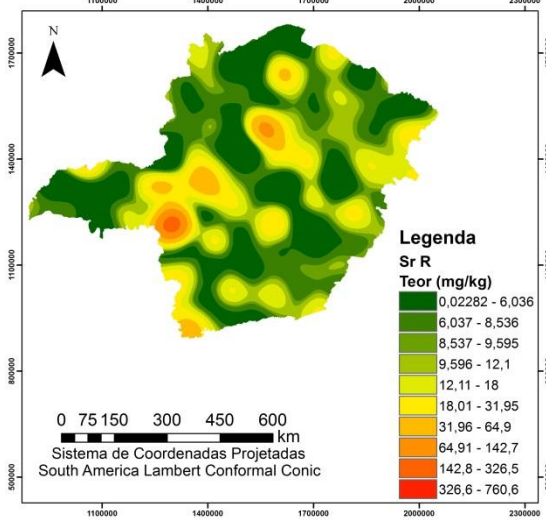 1100000 1400000 1700000 2000000 2300000
N
1700000
1400000
1100000
800000
500000
1700000
1400000
Legenda
Sr R
Teor (mg/kg)
0,02282 - 6,036
6,037 - 8,536
8,537 - 9,595
9,596 - 12,1
12,11 - 18
18,01 - 31,95
31,96 - 64,9
64,91 - 142,7
142,8 - 326,5
326,6 - 760,6
0 75 150 300 450 600
km
Sistema de Coordenadas Projetadas
South America Lambert Conformal Conic
1100000 1400000 1700000 2000000 2300000